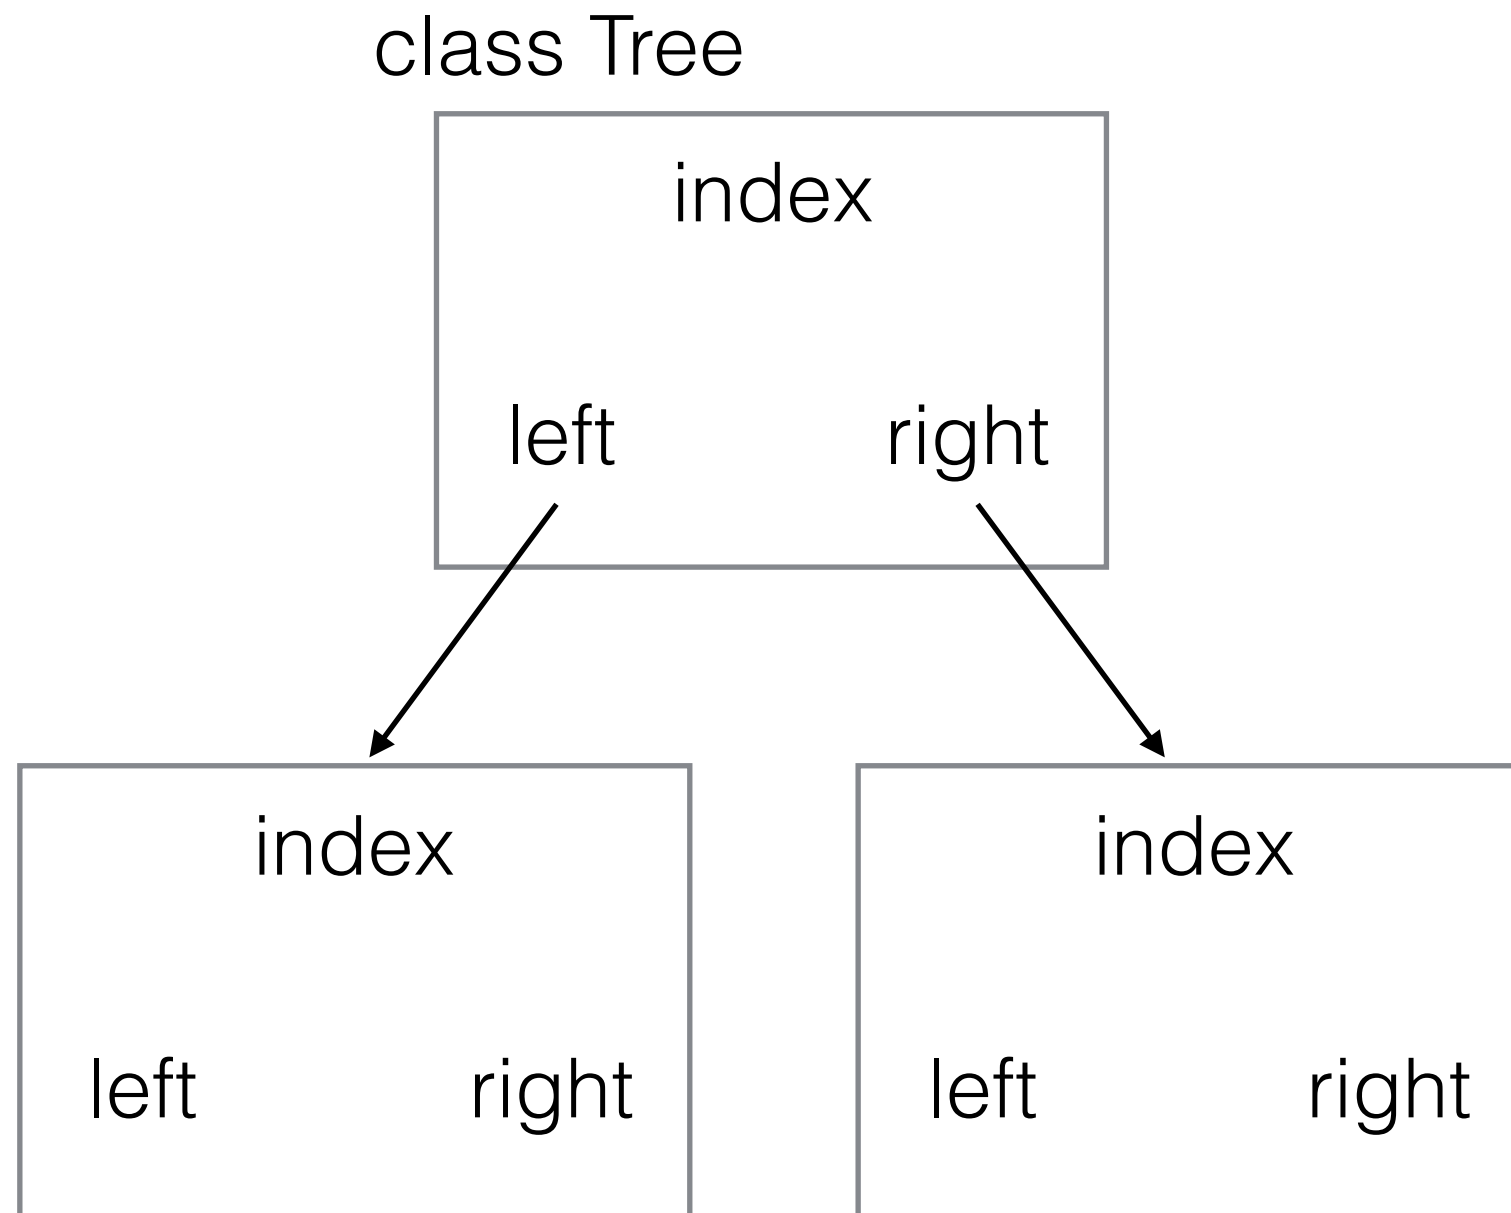 class Tree
index
left right
index index
left right left right